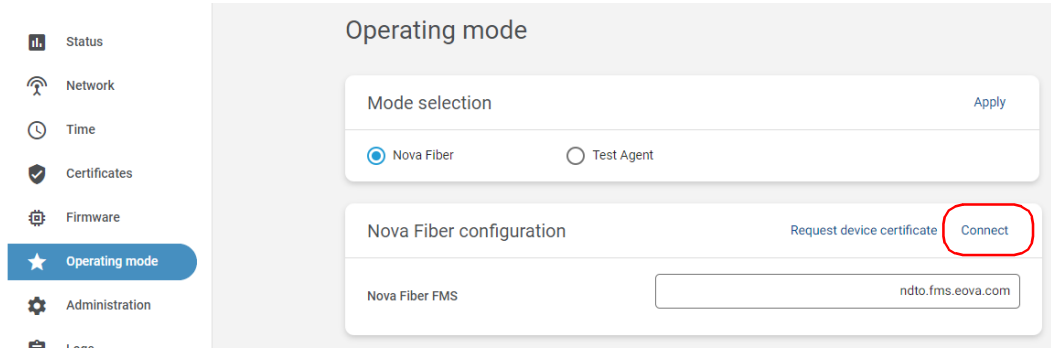 Status
Network
Time
Certificates
Firmware
Operating mode
Administration
Logs
Operating mode
Mode selection
Apply
Nova Fiber
Test Agent
Nova Fiber configuration
Request device certificate
Connect
Nova Fiber FMS
ndto.fms.eova.com